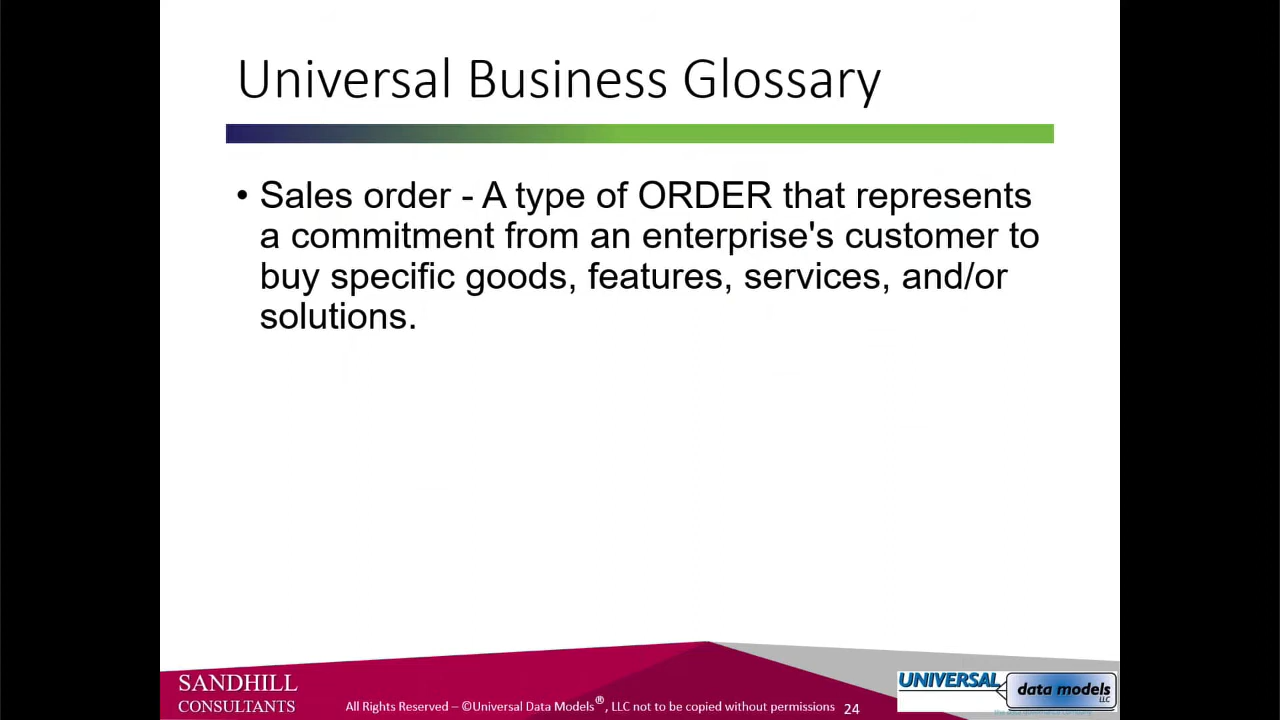 Universal Business Glossary
• Sales order - A type of ORDER that represents
a commitment from an enterprise's customer to
buy specific goods, features, services, and/or
solutions.
SANDHILL
CONSULTANTS
All Rights Reserved – ©Universal Data Models®, LLC not to be copied without permissions
24
UNIVERSAL
data models
LLC